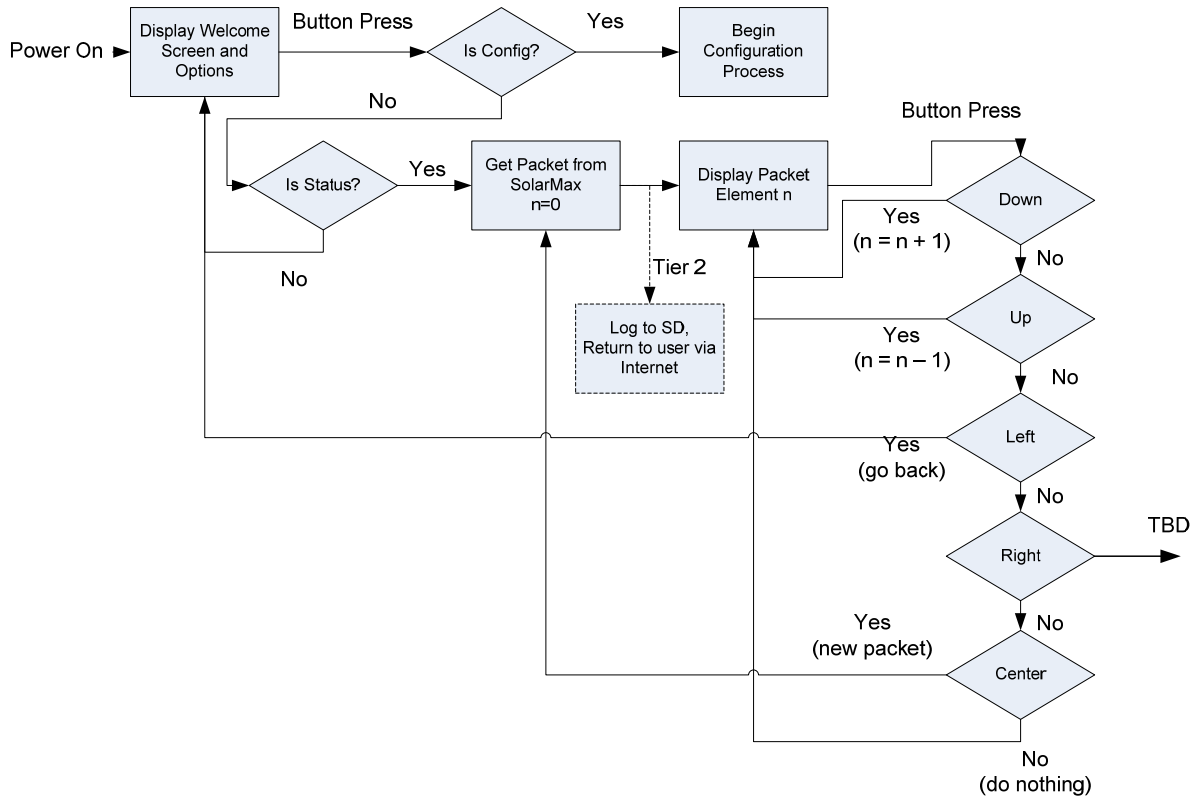 Power On
Display Welcome
Screen and
Options
Button Press
Is Config?
Yes
Begin
Configuration
Process
No
Is Status?
Yes
No
Get Packet from
SolarMax
n=0
Display Packet
Element n
Button Press
Tier 2
Log to SD,
Return to user via
Internet
Down
Yes
(n = n + 1)
No
Up
Yes
(n = n – 1)
No
Left
Yes
(go back)
No
Right
TBD
No
Center
Yes
(new packet)
No
(do nothing)